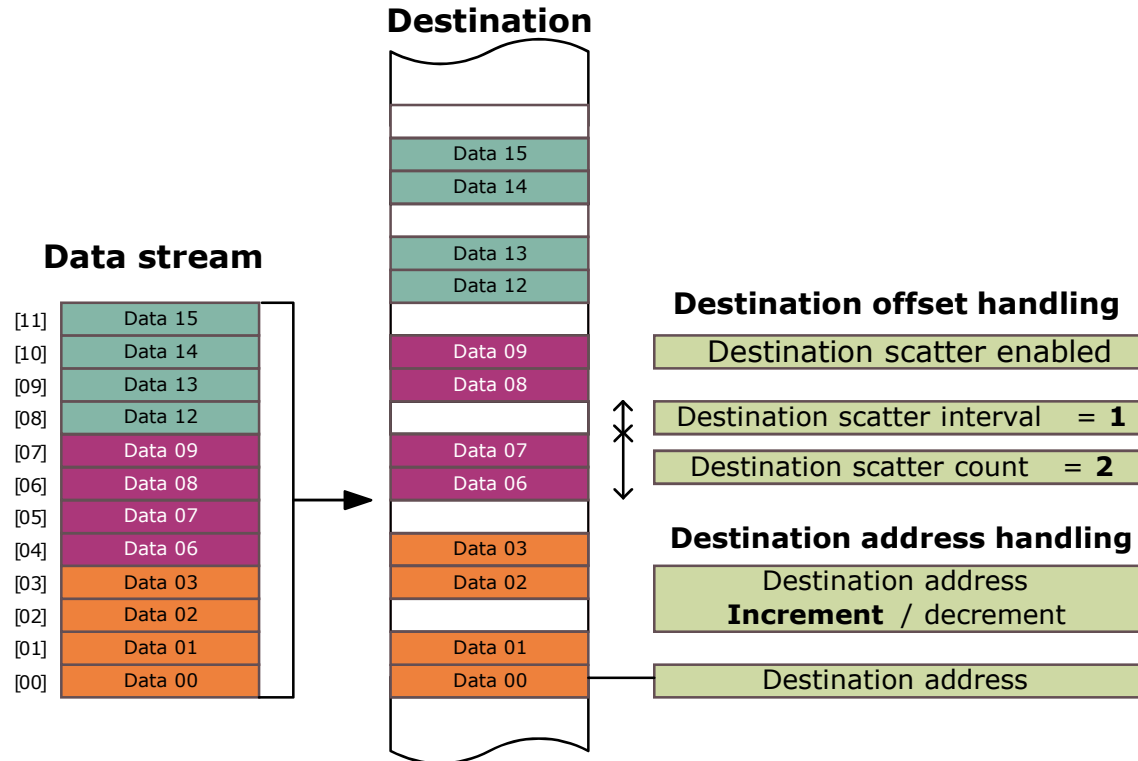 Destination
Data 15
Data 14
Data 13
Data 12
Data 09
Data 08
Data 07
Data 06
Data 03
Data 02
Data 01
Data 00
Data stream
[11] Data 15
[10] Data 14
[09] Data 13
[08] Data 12
[07] Data 09
[06] Data 08
[05] Data 07
[04] Data 06
[03] Data 03
[02] Data 02
[01] Data 01
[00] Data 00
Destination offset handling
Destination scatter enabled
Destination scatter interval = 1
Destination scatter count = 2
Destination address handling
Destination address
Increment / decrement
Destination address